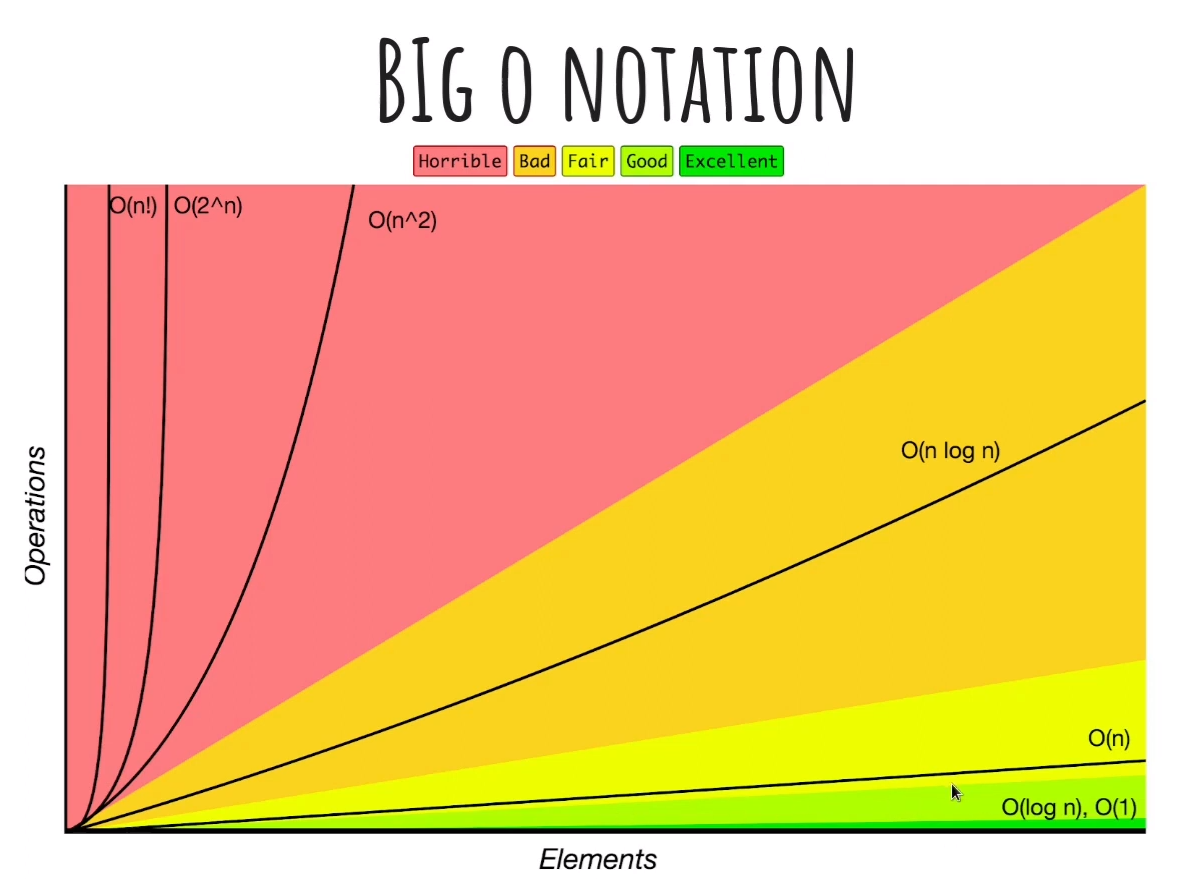 BIg O NOTATION
Horrible Bad Fair Good Excellent
O(n!) O(2^n)
O(n^2)
O(n log n)
O(n)
O(log n), O(1)
Operations
Elements